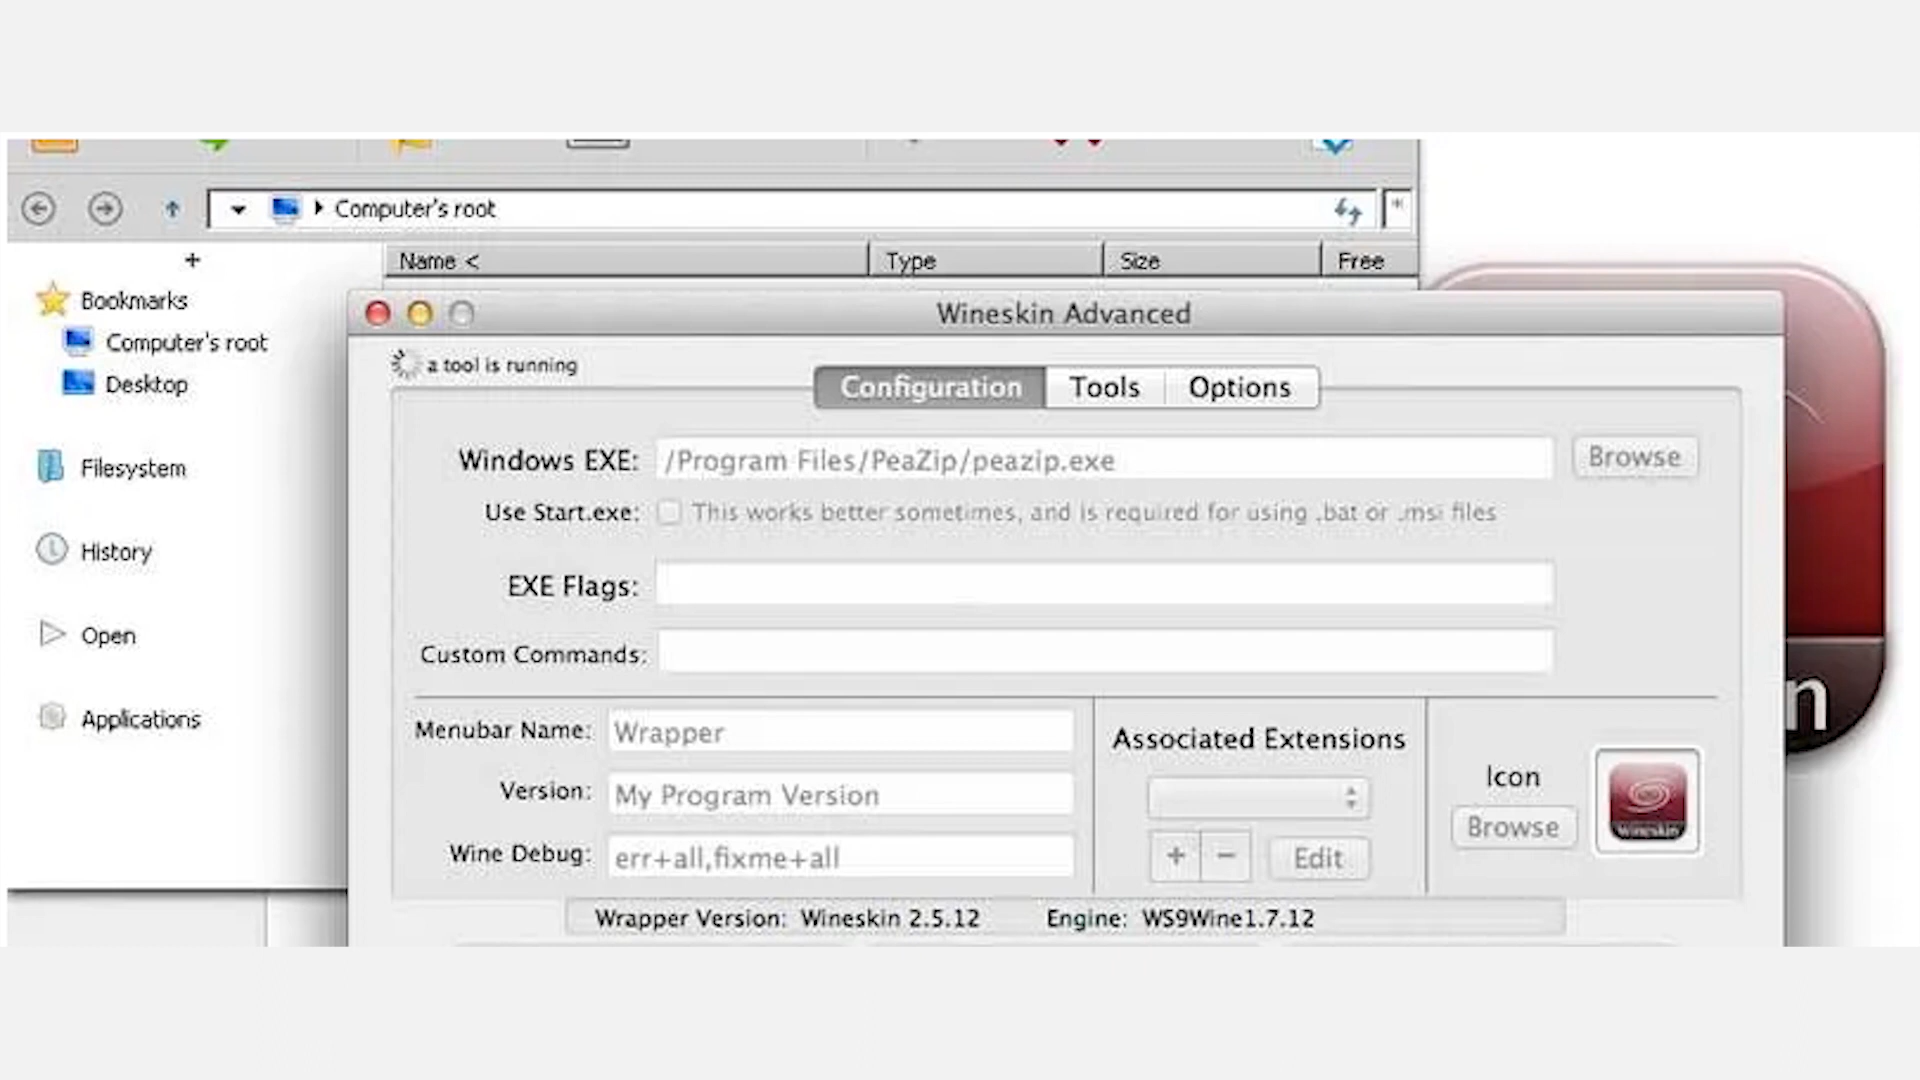 Computer's root
*
+
Name < Type Size Free
Bookmarks
Computer's root
Desktop
Filesystem
History
Open
Applications
Wineskin Advanced
a tool is running
Configuration Tools Options
Windows EXE: /Program Files/PeaZip/peazip.exe Browse
Use Start.exe: This works better sometimes, and is required for using .bat or .msi files
EXE Flags:
Custom Commands:
Menubar Name: Wrapper
Version: My Program Version
Wine Debug: err+all,fixme+all
Associated Extensions
+ − Edit
Icon
Browse
Wineskin
Wrapper Version: Wineskin 2.5.12 Engine: WS9Wine1.7.12
n